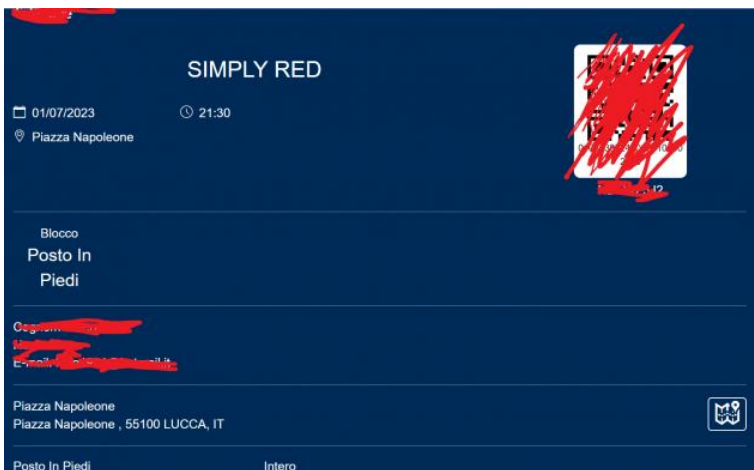 SIMPLY RED
01/07/2023
21:30
Piazza Napoleone
Blocco
Posto In
Piedi
Piazza Napoleone
Piazza Napoleone , 55100 LUCCA, IT
Posto In Piedi
Intero